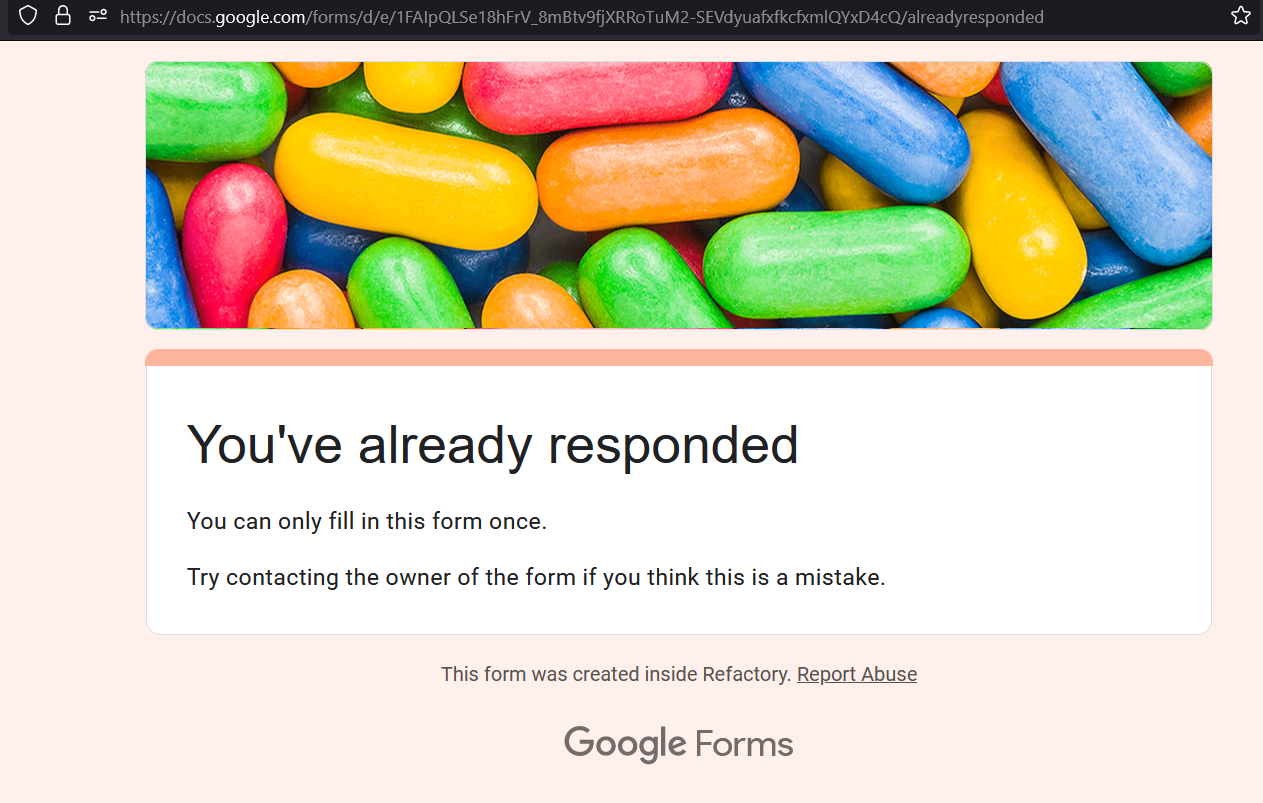 https://docs.google.com/forms/d/e/1FAIpQLSe18hFrV_8mBtv9fjXRRoTuM2-SEVdyuafxfkcfxmlQYxD4cQ/alreadyresponded
You've already responded
You can only fill in this form once.
Try contacting the owner of the form if you think this is a mistake.
This form was created inside Refactory. Report Abuse
Google Forms